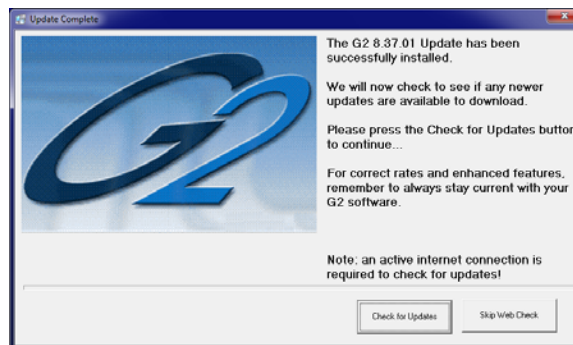 Update Complete
G2
The G2 8.37.01 Update has been
successfully installed.
We will now check to see if any newer
updates are available to download.
Please press the Check for Updates button
to continue...
For correct rates and enhanced features,
remember to always stay current with your
G2 software.
Note: an active internet connection is
required to check for updates!
Check for Updates
Skip Web Check